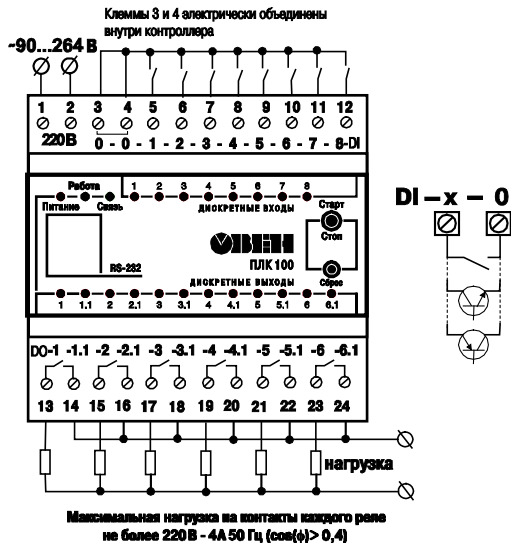 Клеммы 3 и 4 электрически объединены
внутри контроллера
~90...264 В
1 2 3 4 5 6 7 8 9 10 11 12
220В 0 - 0 - 1 - 2 - 3 - 4 - 5 - 6 - 7 - 8-DI
Работа
Питание Связь
1 2 3 4 5 6 7 8
ДИСКРЕТНЫЕ ВХОДЫ
Старт
Стоп
ОВЕН
ПЛК 100
RS-232
Сброс
ДИСКРЕТНЫЕ ВЫХОДЫ
1 1.1 2 2.1 3 3.1 4 4.1 5 5.1 6 6.1
DO-1 -1.1 -2 -2.1 -3 -3.1 -4 -4.1 -5 -5.1 -6 -6.1
13 14 15 16 17 18 19 20 21 22 23 24
нагрузка
Максимальная нагрузка на контакты каждого реле
не более 220В - 4А 50 Гц (cos(ϕ)> 0,4)
DI – x – 0